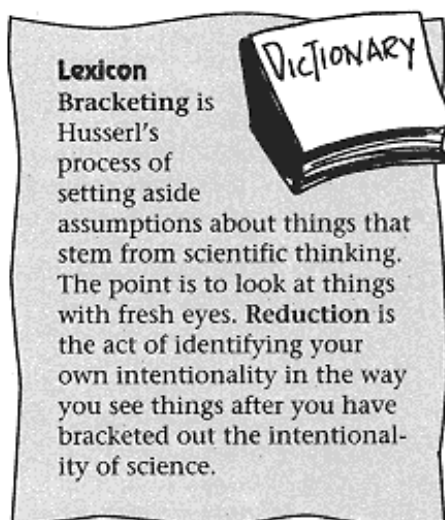 DICTIONARY
Lexicon
Bracketing is
Husserl's
process of
setting aside
assumptions about things that
stem from scientific thinking.
The point is to look at things
with fresh eyes. Reduction is
the act of identifying your
own intentionality in the way
you see things after you have
bracketed out the intentional-
ity of science.